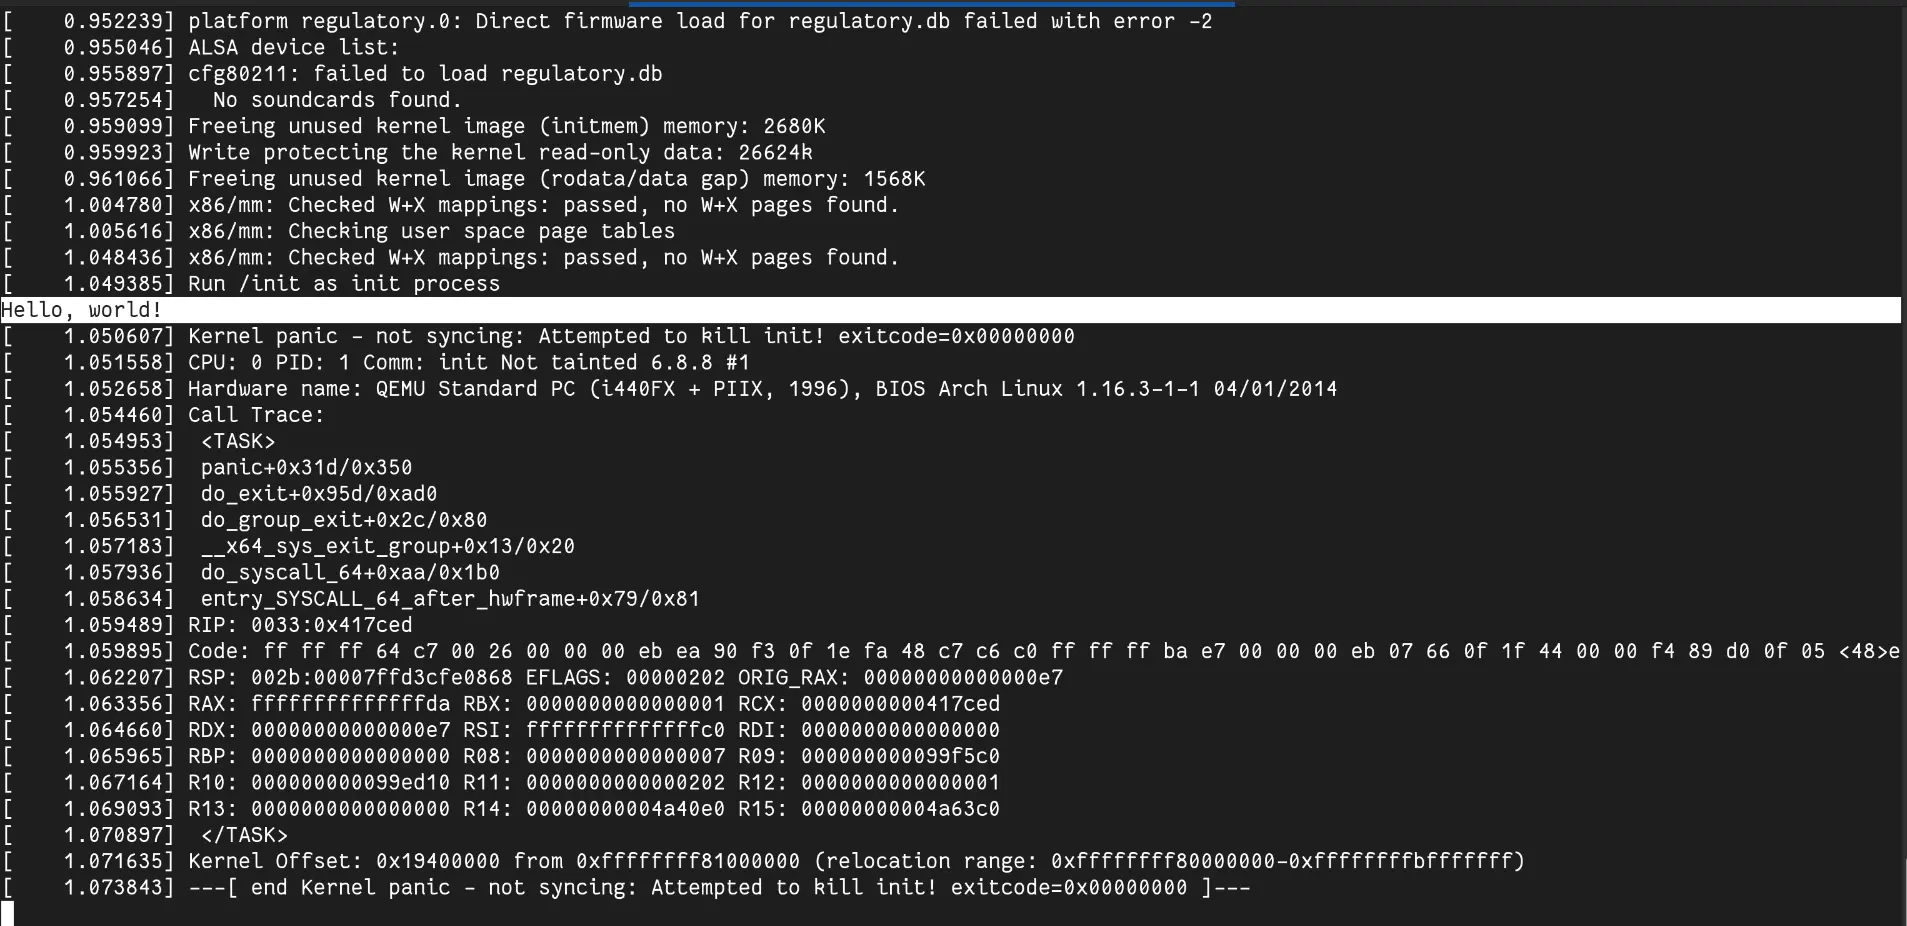 [    0.952239] platform regulatory.0: Direct firmware load for regulatory.db failed with error -2
[    0.955046] ALSA device list:
[    0.955897] cfg80211: failed to load regulatory.db
[    0.957254]   No soundcards found.
[    0.959099] Freeing unused kernel image (initmem) memory: 2680K
[    0.959923] Write protecting the kernel read-only data: 26624k
[    0.961066] Freeing unused kernel image (rodata/data gap) memory: 1568K
[    1.004780] x86/mm: Checked W+X mappings: passed, no W+X pages found.
[    1.005616] x86/mm: Checking user space page tables
[    1.048436] x86/mm: Checked W+X mappings: passed, no W+X pages found.
[    1.049385] Run /init as init process
Hello, world!
[    1.050607] Kernel panic - not syncing: Attempted to kill init! exitcode=0x00000000
[    1.051558] CPU: 0 PID: 1 Comm: init Not tainted 6.8.8 #1
[    1.052658] Hardware name: QEMU Standard PC (i440FX + PIIX, 1996), BIOS Arch Linux 1.16.3-1-1 04/01/2014
[    1.054460] Call Trace:
[    1.054953]  <TASK>
[    1.055356]  panic+0x31d/0x350
[    1.055927]  do_exit+0x95d/0xad0
[    1.056531]  do_group_exit+0x2c/0x80
[    1.057183]  __x64_sys_exit_group+0x13/0x20
[    1.057936]  do_syscall_64+0xaa/0x1b0
[    1.058634]  entry_SYSCALL_64_after_hwframe+0x79/0x81
[    1.059489] RIP: 0033:0x417ced
[    1.059895] Code: ff ff ff 64 c7 00 26 00 00 00 eb ea 90 f3 0f 1e fa 48 c7 c6 c0 ff ff ff ba e7 00 00 00 eb 07 66 0f 1f 44 00 00 f4 89 d0 0f 05 <48>e
[    1.062207] RSP: 002b:00007ffd3cfe0868 EFLAGS: 00000202 ORIG_RAX: 00000000000000e7
[    1.063356] RAX: ffffffffffffffda RBX: 0000000000000001 RCX: 0000000000417ced
[    1.064660] RDX: 00000000000000e7 RSI: ffffffffffffffc0 RDI: 0000000000000000
[    1.065965] RBP: 0000000000000000 R08: 0000000000000007 R09: 000000000099f5c0
[    1.067164] R10: 000000000099ed10 R11: 0000000000000202 R12: 0000000000000001
[    1.069093] R13: 0000000000000000 R14: 00000000004a40e0 R15: 00000000004a63c0
[    1.070897]  </TASK>
[    1.071635] Kernel Offset: 0x19400000 from 0xffffffff81000000 (relocation range: 0xffffffff80000000-0xffffffffbfffffff)
[    1.073843] ---[ end Kernel panic - not syncing: Attempted to kill init! exitcode=0x00000000 ]---